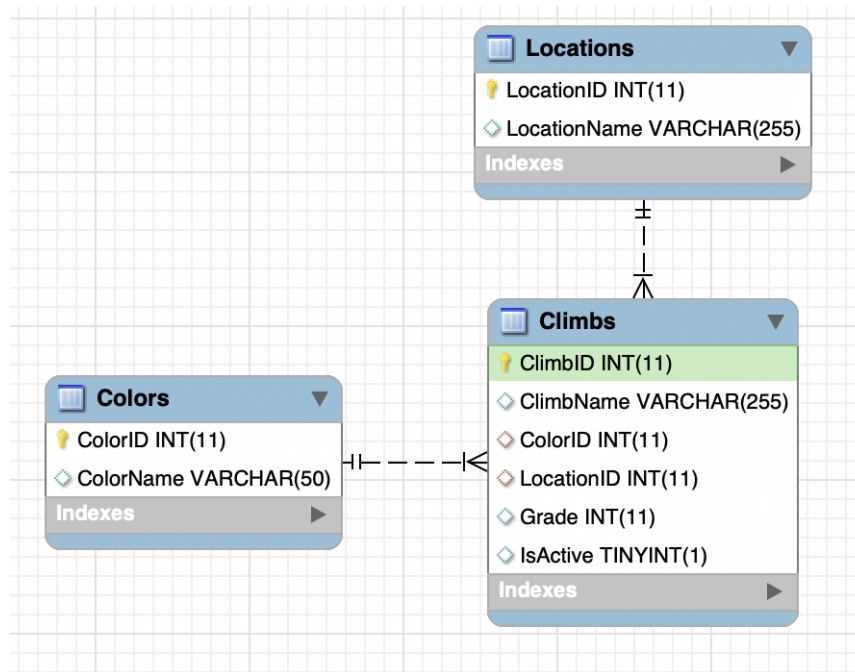 Locations
LocationID INT(11)
LocationName VARCHAR(255)
Indexes
Climbs
ClimbID INT(11)
ClimbName VARCHAR(255)
ColorID INT(11)
LocationID INT(11)
Grade INT(11)
IsActive TINYINT(1)
Indexes
Colors
ColorID INT(11)
ColorName VARCHAR(50)
Indexes